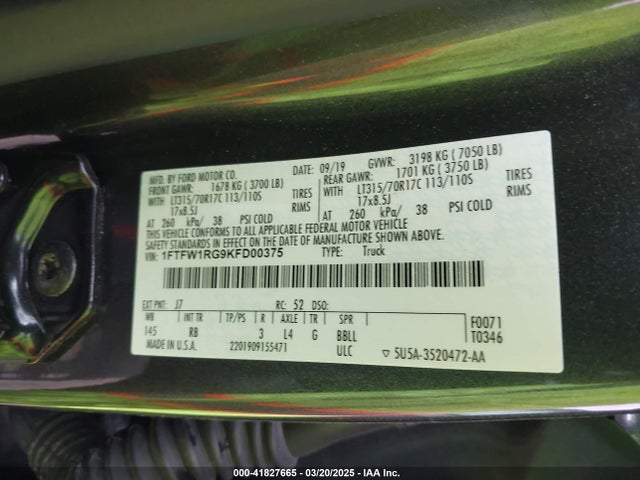 MFD. BY FORD MOTOR CO.
DATE: 09/19 GVWR: 3198 KG ( 7050 LB)
FRONT GAWR: 1678 KG ( 3700 LB) REAR GAWR: 1701 KG ( 3750 LB)
WITH LT315/70R17C 113/110S TIRES WITH LT315/70R17C 113/110S TIRES
17x8.5J RIMS 17x8.5J RIMS
AT 260 kPa/ 38 PSI COLD AT 260 kPa/ 38 PSI COLD
THIS VEHICLE CONFORMS TO ALL APPLICABLE FEDERAL MOTOR VEHICLE
SAFETY STANDARDS IN EFFECT ON THE DATE OF MANUFACTURE SHOWN ABOVE.
VIN: 1FTFW1RG9KFD00375 TYPE: Truck
EXT PNT: J7 RC: 52 DSO:
WB INT TR TP/PS R AXLE TR SPR F0071
145 RB 3 L4 G BBLL T0346
MADE IN U.S.A. 2201909155471 ULC 5U5A-3520472-AA
000-41827665 — 03/20/2025 — IAA Inc.